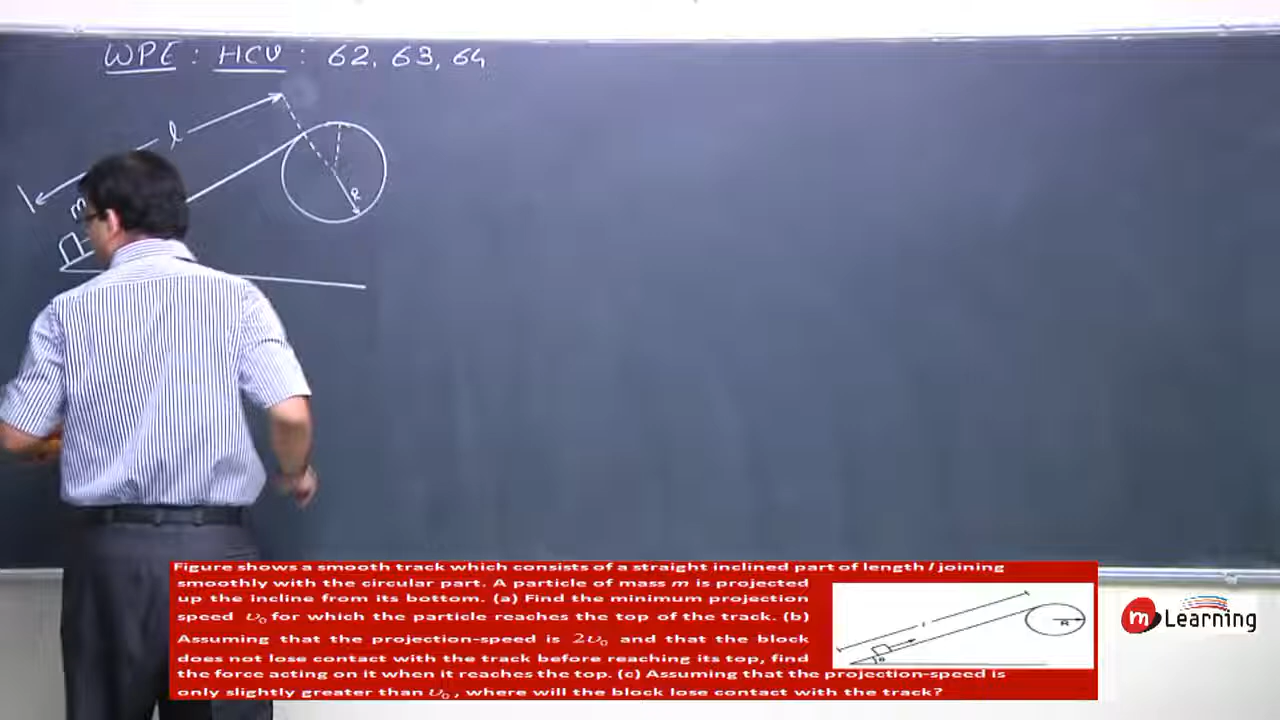 WPE : HCV : 62, 63, 64
l
m
R
Figure shows a smooth track which consists of a straight inclined part of length l joining
smoothly with the circular part. A particle of mass m is projected
up the incline from its bottom. (a) Find the minimum projection
speed υ₀ for which the particle reaches the top of the track. (b)
Assuming that the projection-speed is 2υ₀ and that the block
does not lose contact with the track before reaching its top, find
the force acting on it when it reaches the top. (c) Assuming that the projection-speed is
only slightly greater than υ₀, where will the block lose contact with the track?
l
R
θ
m Learning